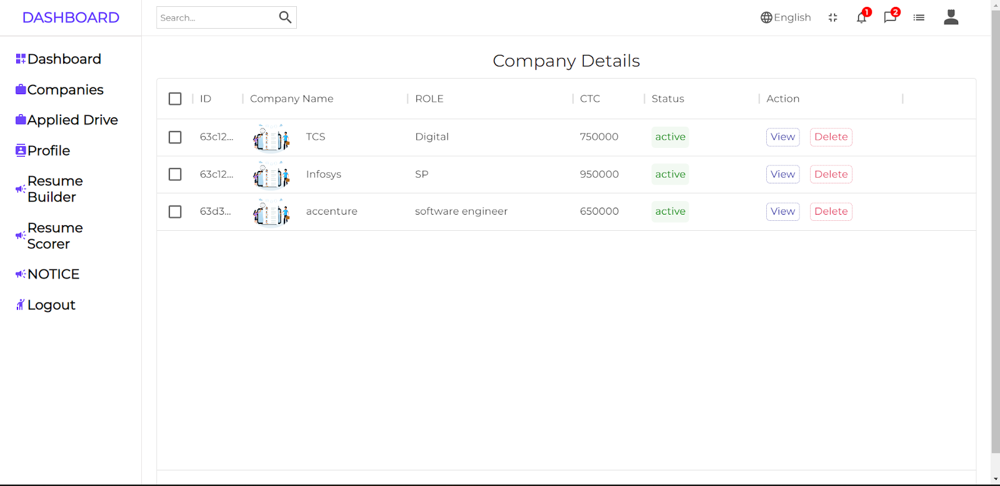 DASHBOARD
Search...
English
1
2
Dashboard
Companies
Applied Drive
Profile
Resume
Builder
Resume
Scorer
NOTICE
Logout
Company Details
ID Company Name ROLE CTC Status Action
63c12... TCS Digital 750000 active View Delete
63c12... Infosys SP 950000 active View Delete
63d3... accenture software engineer 650000 active View Delete